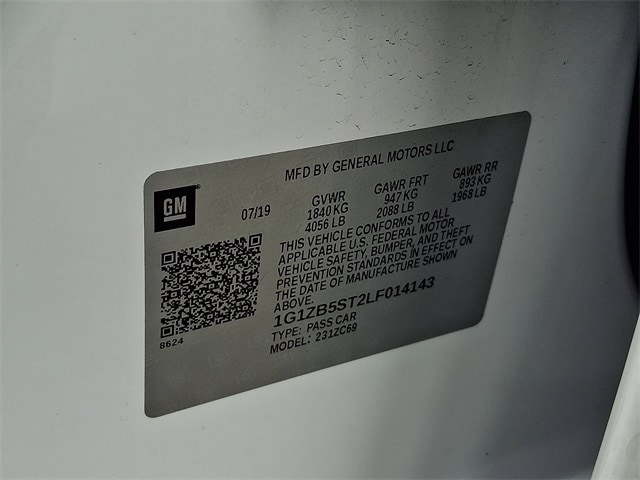 MFD BY GENERAL MOTORS LLC
GM
07/19
GVWR
1840 KG
4056 LB
GAWR FRT
947 KG
2088 LB
GAWR RR
893 KG
1968 LB
THIS VEHICLE CONFORMS TO ALL
APPLICABLE U.S. FEDERAL MOTOR
VEHICLE SAFETY, BUMPER, AND THEFT
PREVENTION STANDARDS IN EFFECT ON
THE DATE OF MANUFACTURE SHOWN
ABOVE.
1G1ZB5ST2LF014143
TYPE: PASS CAR
MODEL: 231ZC69
8624